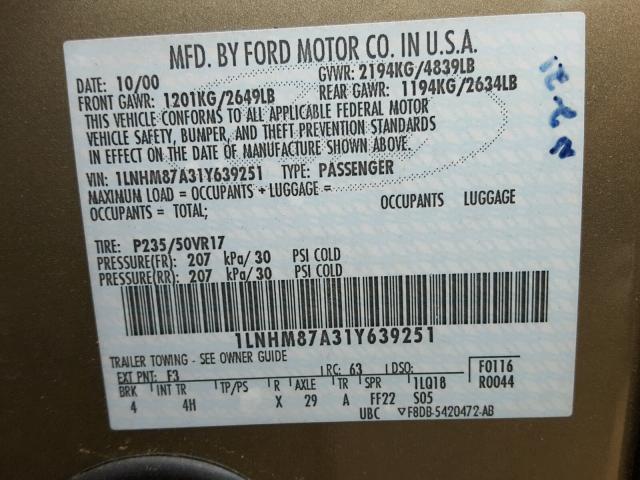 MFD. BY FORD MOTOR CO. IN U.S.A.
DATE: 10/00 GVWR: 2194KG/4839LB
FRONT GAWR: 1201KG/2649LB REAR GAWR: 1194KG/2634LB
THIS VEHICLE CONFORMS TO ALL APPLICABLE FEDERAL MOTOR
VEHICLE SAFETY, BUMPER, AND THEFT PREVENTION STANDARDS
IN EFFECT ON THE DATE OF MANUFACTURE SHOWN ABOVE.
VIN: 1LNHM87A31Y639251 TYPE: PASSENGER
MAXIMUM LOAD = OCCUPANTS + LUGGAGE =
OCCUPANTS = TOTAL; OCCUPANTS LUGGAGE
TIRE: P235/50VR17
PRESSURE(FR): 207 kPa/ 30 PSI COLD
PRESSURE(RR): 207 kPa/ 30 PSI COLD
1LNHM87A31Y639251
TRAILER TOWING - SEE OWNER GUIDE
EXT PNT: F3 RC: 63 DSO: F0116
BRK INT TR TP/PS R AXLE TR SPR 1LQ18 R0044
4 4H X 29 A FF22 S05
UBC F8DB-5420472-AB